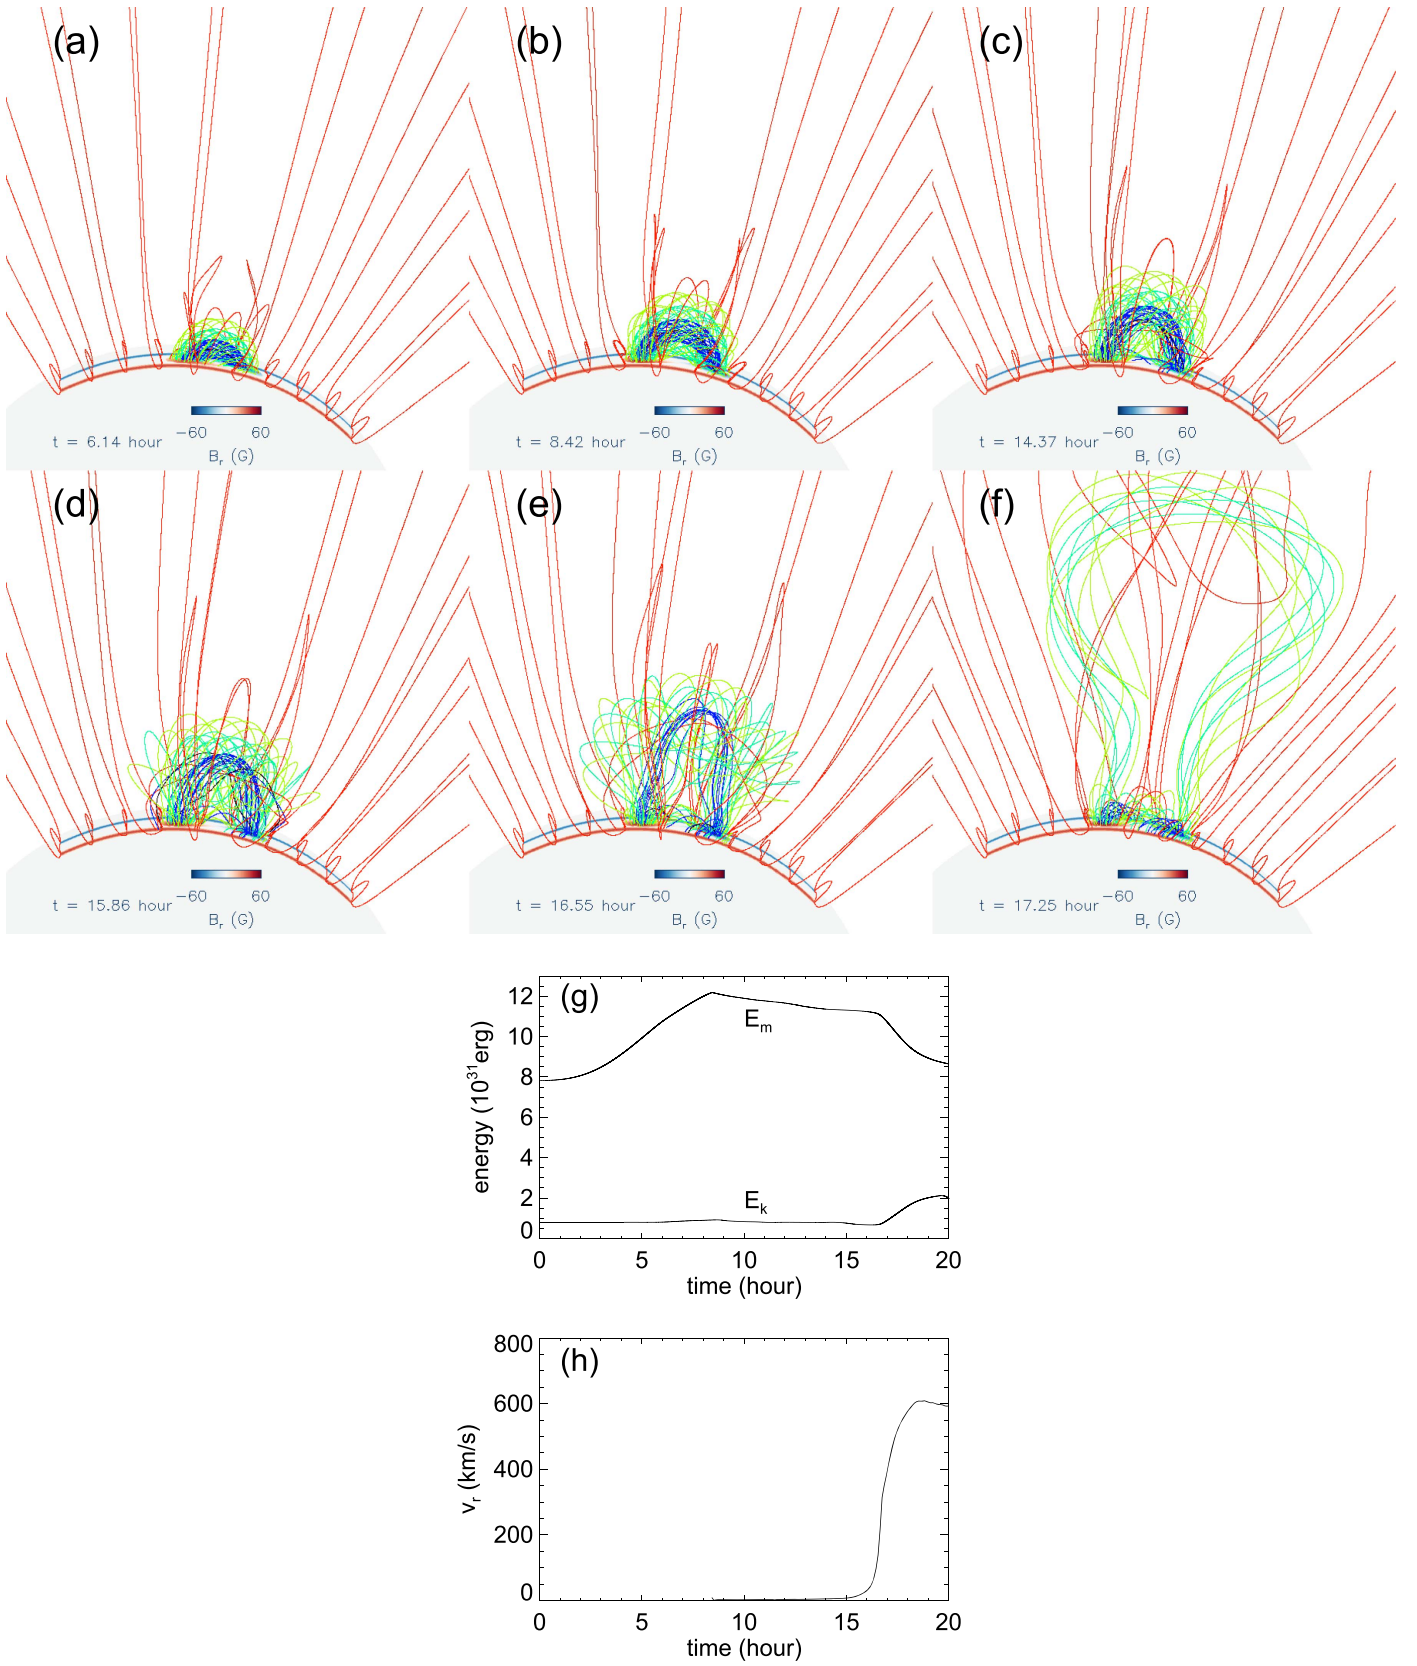 (a)
(b)
(c)
−60 60
t = 6.14 hour
B_r (G)
−60 60
t = 8.42 hour
B_r (G)
−60 60
t = 14.37 hour
B_r (G)
(d)
(e)
(f)
−60 60
t = 15.86 hour
B_r (G)
−60 60
t = 16.55 hour
B_r (G)
−60 60
t = 17.25 hour
B_r (G)
(g)
12
10
8
6
4
2
0
energy (10^31 erg)
E_m
E_k
0 5 10 15 20
time (hour)
(h)
800
600
400
200
0
v_r (km/s)
0 5 10 15 20
time (hour)